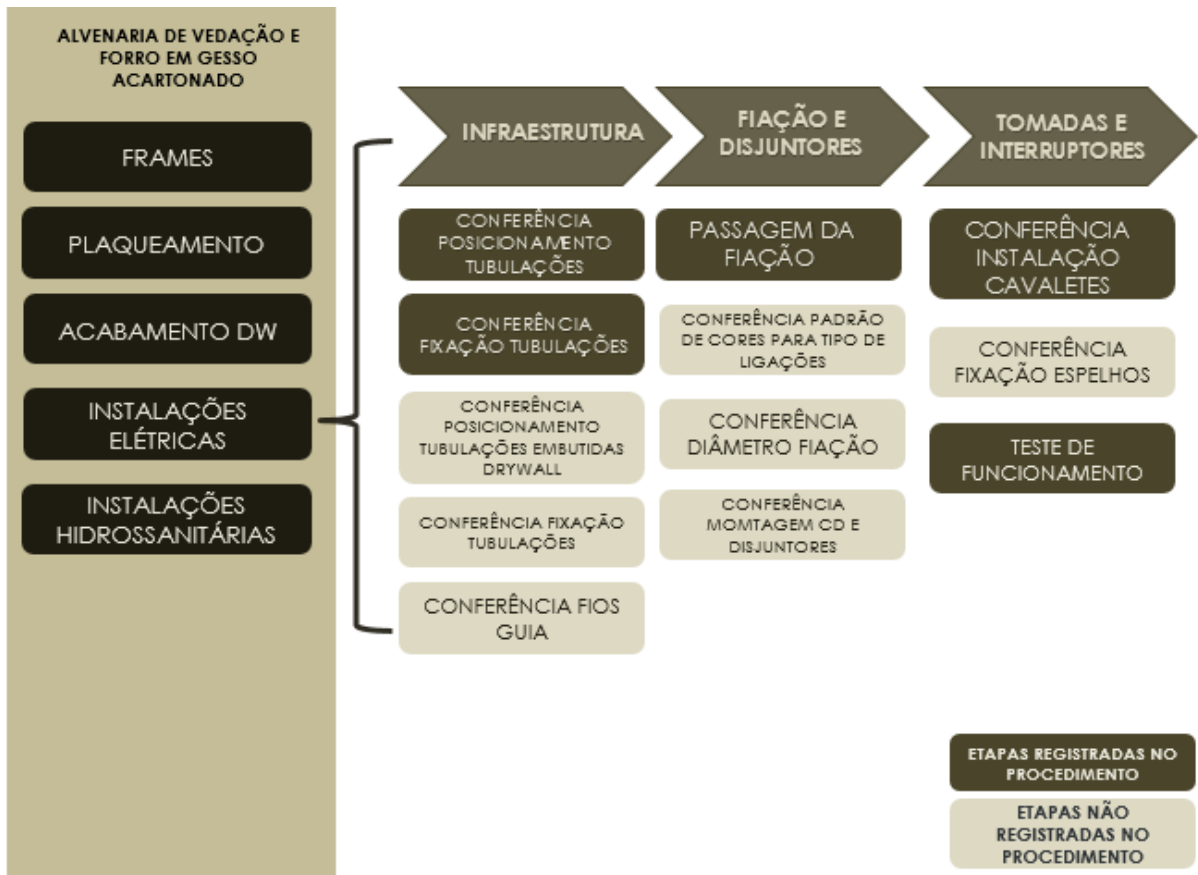 ALVENARIA DE VEDAÇÃO E
FORRO EM GESSO
ACARTONADO
FRAMES
PLAQUEAMENTO
ACABAMENTO DW
INSTALAÇÕES
ELÉTRICAS
INSTALAÇÕES
HIDROSSANITÁRIAS
INFRAESTRUTURA
CONFERÊNCIA
POSICIONAMENTO
TUBULAÇÕES
CONFERÊNCIA
FIXAÇÃO TUBULAÇÕES
CONFERÊNCIA
POSICIONAMENTO
TUBULAÇÕES EMBUTIDAS
DRYWALL
CONFERÊNCIA FIXAÇÃO
TUBULAÇÕES
CONFERÊNCIA FIOS
GUIA
FIAÇÃO E
DISJUNTORES
PASSAGEM DA
FIAÇÃO
CONFERÊNCIA PADRÃO
DE CORES PARA TIPO DE
LIGAÇÕES
CONFERÊNCIA
DIÂMETRO FIAÇÃO
CONFERÊNCIA
MOMTAGEM CD E
DISJUNTORES
TOMADAS E
INTERRUPTORES
CONFERÊNCIA
INSTALAÇÃO
CAVALETES
CONFERÊNCIA
FIXAÇÃO ESPELHOS
TESTE DE
FUNCIONAMENTO
ETAPAS REGISTRADAS NO
PROCEDIMENTO
ETAPAS NÃO
REGISTRADAS NO
PROCEDIMENTO